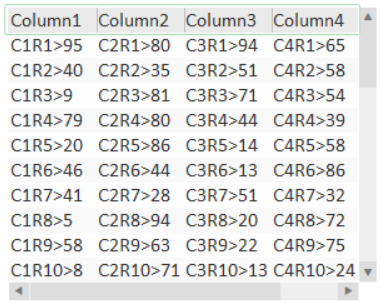 Column1 Column2 Column3 Column4
C1R1>95 C2R1>80 C3R1>94 C4R1>65
C1R2>40 C2R2>35 C3R2>51 C4R2>58
C1R3>9 C2R3>81 C3R3>71 C4R3>54
C1R4>79 C2R4>80 C3R4>44 C4R4>39
C1R5>20 C2R5>86 C3R5>14 C4R5>58
C1R6>46 C2R6>44 C3R6>13 C4R6>86
C1R7>41 C2R7>28 C3R7>51 C4R7>32
C1R8>5 C2R8>94 C3R8>20 C4R8>72
C1R9>58 C2R9>63 C3R9>22 C4R9>75
C1R10>8 C2R10>71 C3R10>13 C4R10>24